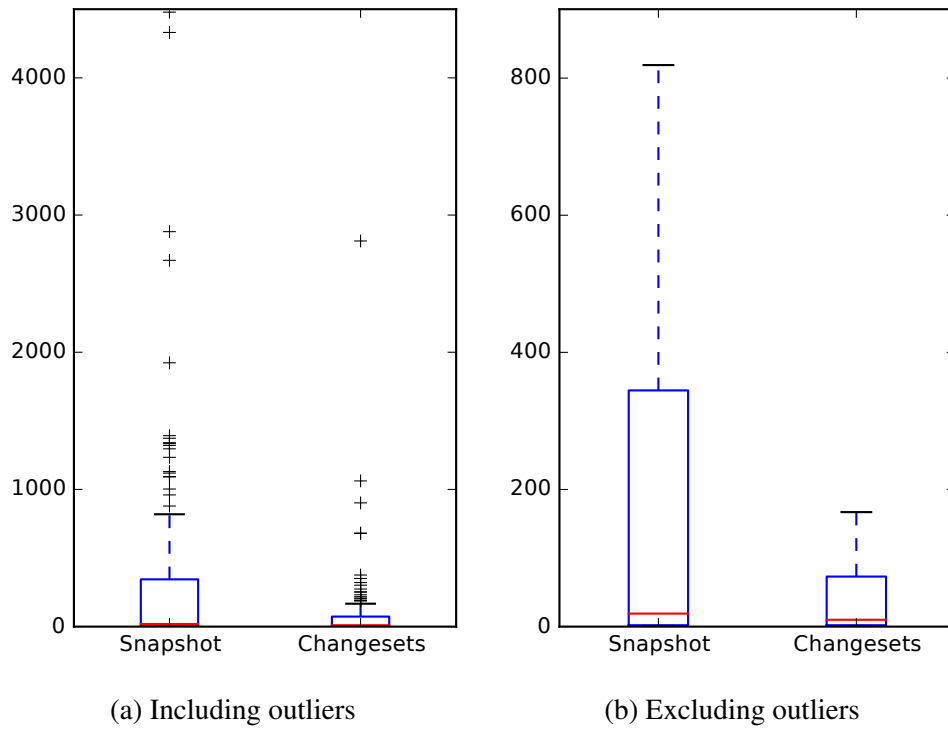 4000
3000
2000
1000
0
Snapshot Changesets
(a) Including outliers
800
600
400
200
0
Snapshot Changesets
(b) Excluding outliers